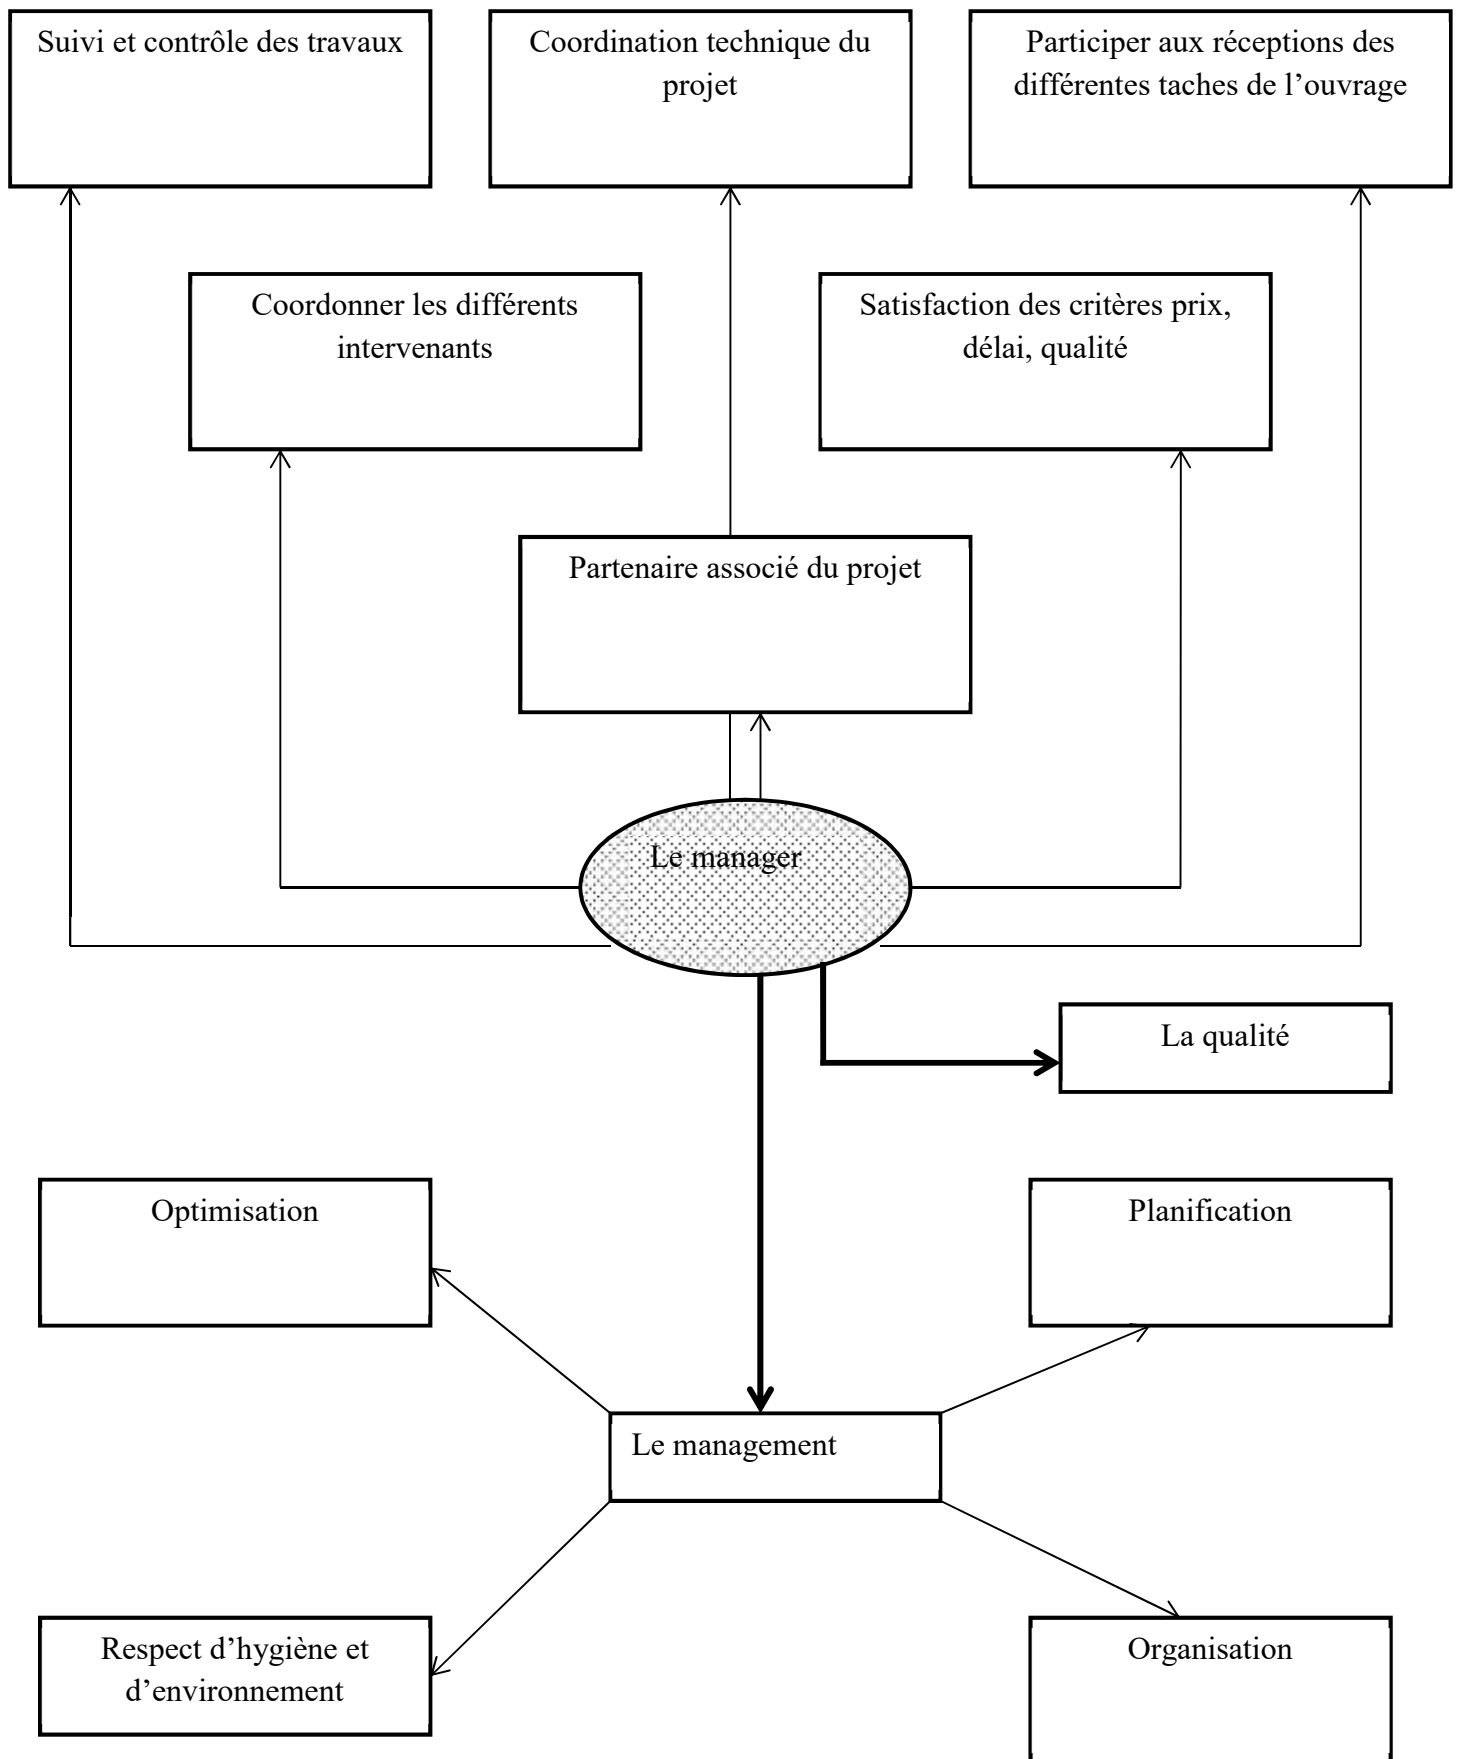 Suivi et contrôle des travaux
Coordination technique du
projet
Participer aux réceptions des
différentes taches de l’ouvrage
Coordonner les différents
intervenants
Satisfaction des critères prix,
délai, qualité
Partenaire associé du projet
Le manager
La qualité
Optimisation
Planification
Le management
Respect d’hygiène et
d’environnement
Organisation